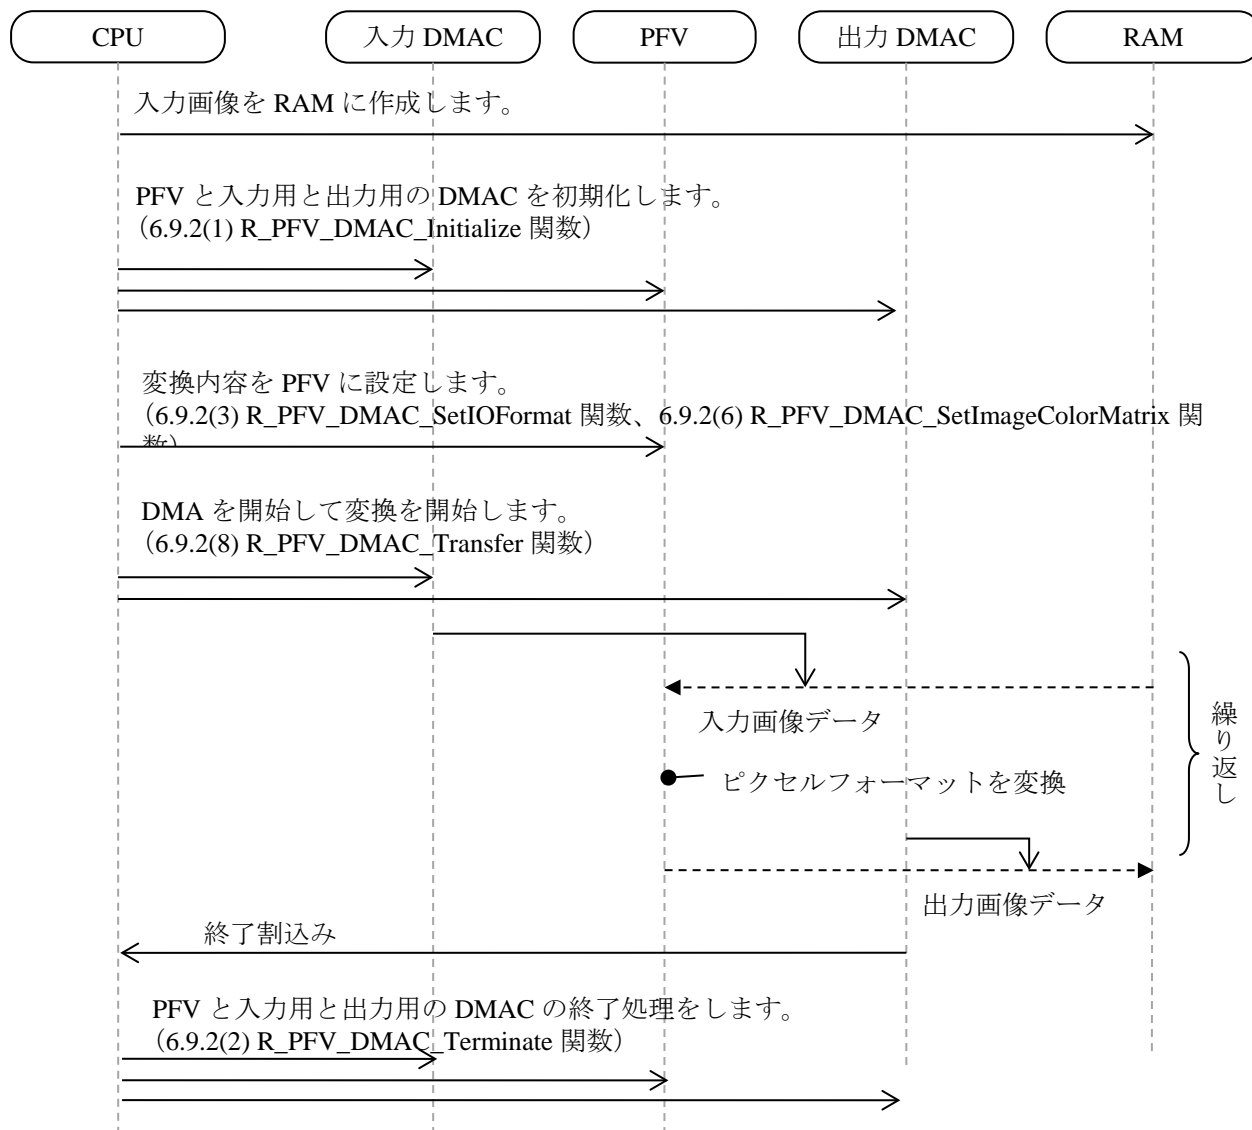 CPU
入力 DMAC
PFV
出力 DMAC
RAM
入力画像を RAM に作成します。
PFV と入力用と出力用の DMAC を初期化します。
（6.9.2(1) R_PFV_DMAC_Initialize 関数）
変換内容を PFV に設定します。
（6.9.2(3) R_PFV_DMAC_SetIOFormat 関数、6.9.2(6) R_PFV_DMAC_SetImageColorMatrix 関
数）
DMA を開始して変換を開始します。
（6.9.2(8) R_PFV_DMAC_Transfer 関数）
入力画像データ
繰り返し
ピクセルフォーマットを変換
出力画像データ
終了割込み
PFV と入力用と出力用の DMAC の終了処理をします。
（6.9.2(2) R_PFV_DMAC_Terminate 関数）